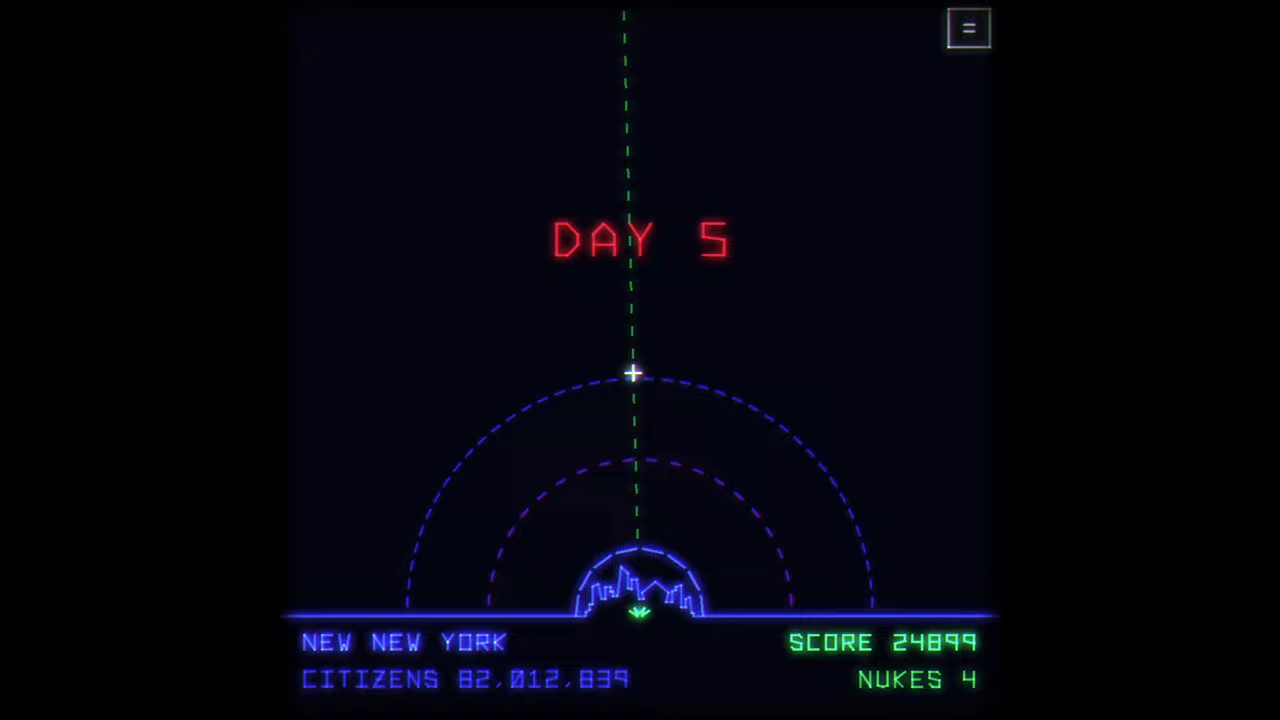 =
DAY 5
NEW NEW YORK
SCORE 24899
CITIZENS 82,012,839
NUKES 4